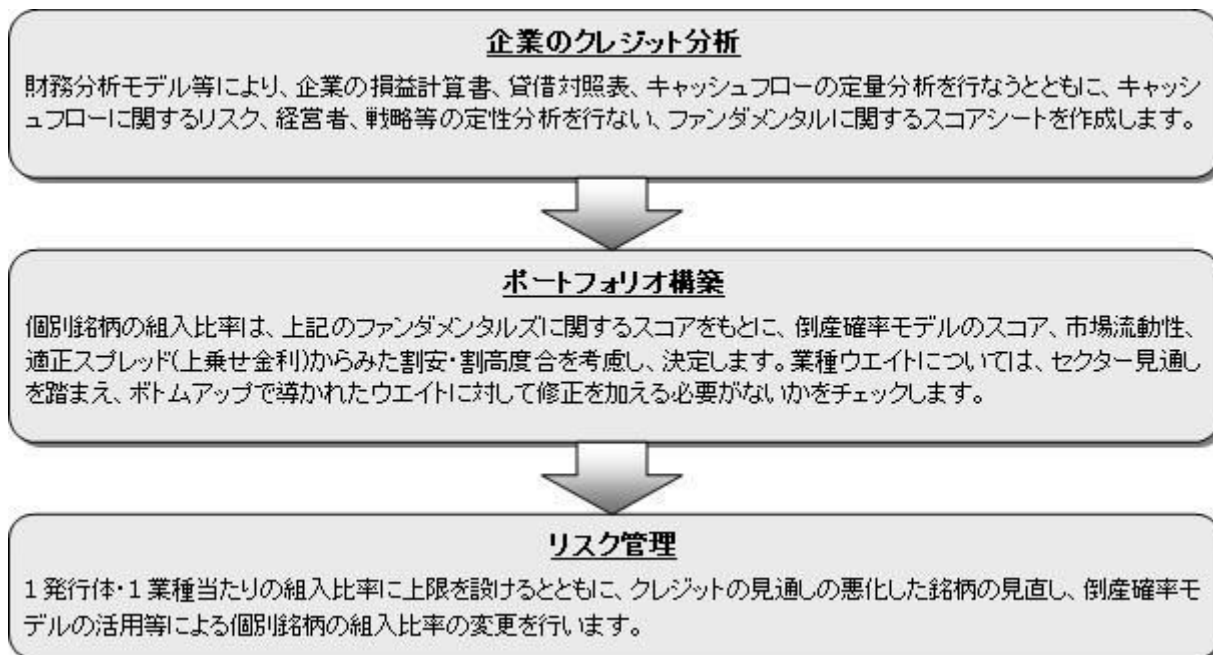 企業のクレジット分析
財務分析モデル等により、企業の損益計算書、貸借対照表、キャッシュフローの定量分析を行なうとともに、キャッシ
ュフローに関するリスク、経営者、戦略等の定性分析を行ない、ファンダメンタルに関するスコアシートを作成します。
ポートフォリオ構築
個別銘柄の組入比率は、上記のファンダメンタルズに関するスコアをもとに、倒産確率モデルのスコア、市場流動性、
適正スプレッド(上乗せ金利)からみた割安・割高度合を考慮し、決定します。業種ウエイトについては、セクター見通し
を踏まえ、ボトムアップで導かれたウエイトに対して修正を加える必要がないかをチェックします。
リスク管理
1発行体・1業種当たりの組入比率に上限を設けるとともに、クレジットの見通しの悪化した銘柄の見直し、倒産確率モ
デルの活用等による個別銘柄の組入比率の変更を行います。